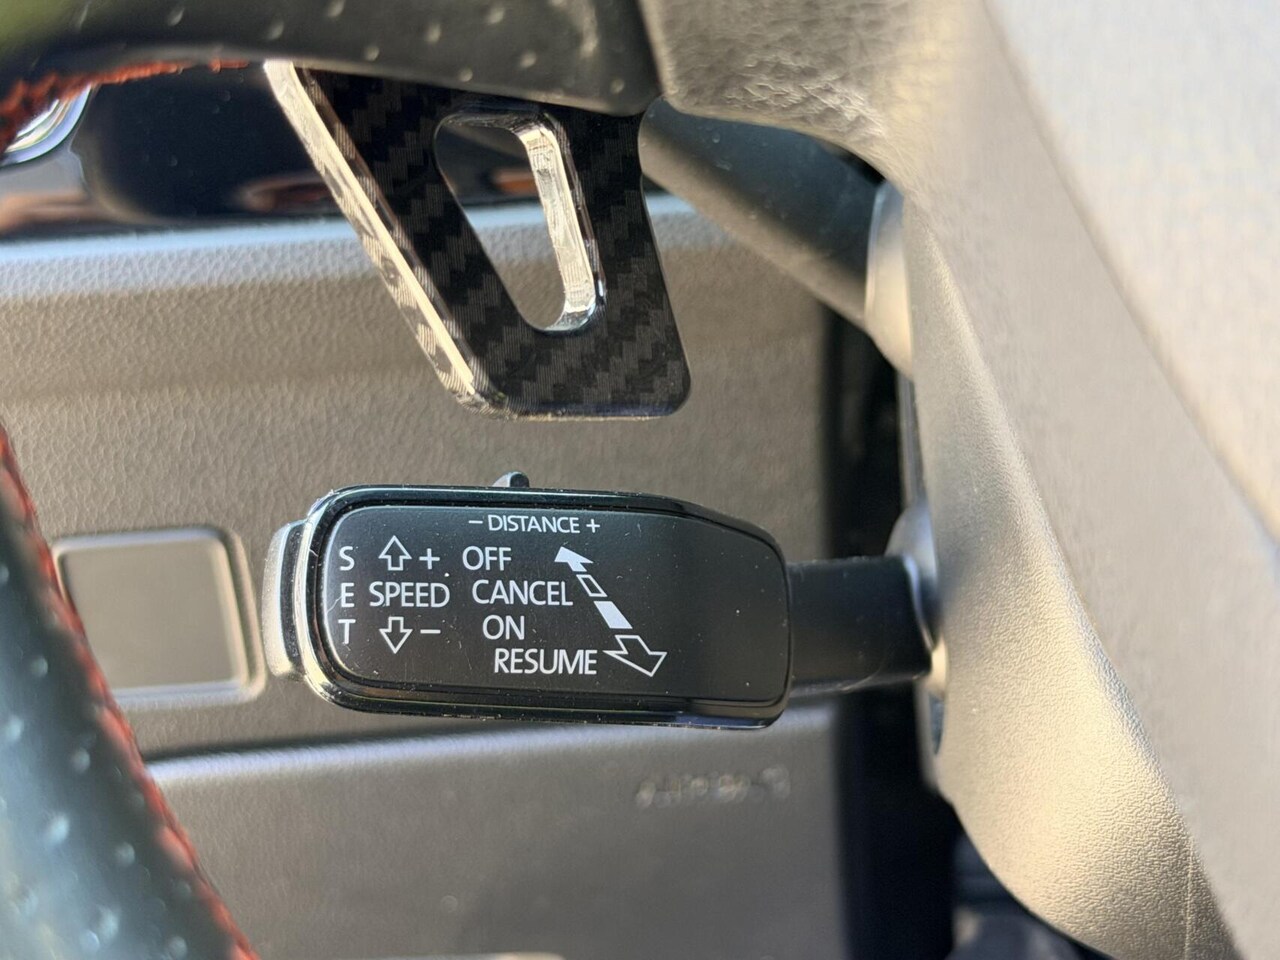 - DISTANCE +
S + OFF
E SPEED CANCEL
T - ON
RESUME